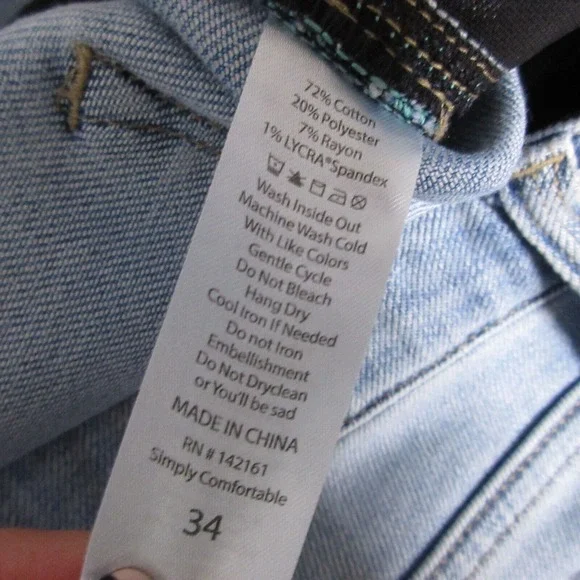 72% Cotton
20% Polyester
7% Rayon
1% LYCRA® Spandex
Wash Inside Out
Machine Wash Cold
With Like Colors
Gentle Cycle
Do Not Bleach
Hang Dry
Cool Iron If Needed
Do not Iron
Embellishment
Do Not Dryclean
or You'll be sad
MADE IN CHINA
RN # 142161
Simply Comfortable
34